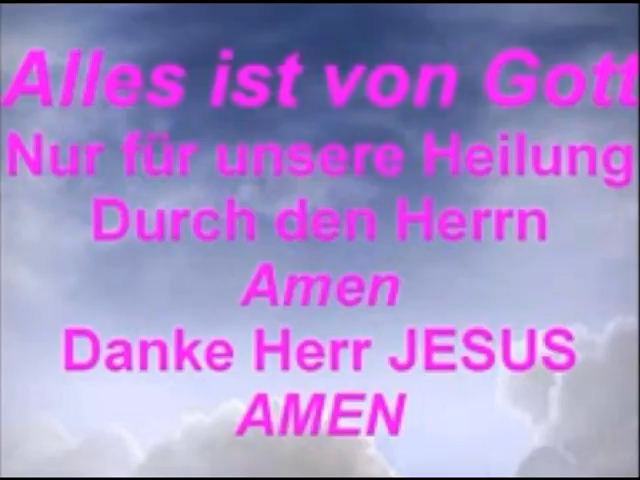 Alles ist von Gott
Nur für unsere Heilung
Durch den Herrn
Amen
Danke Herr JESUS
AMEN